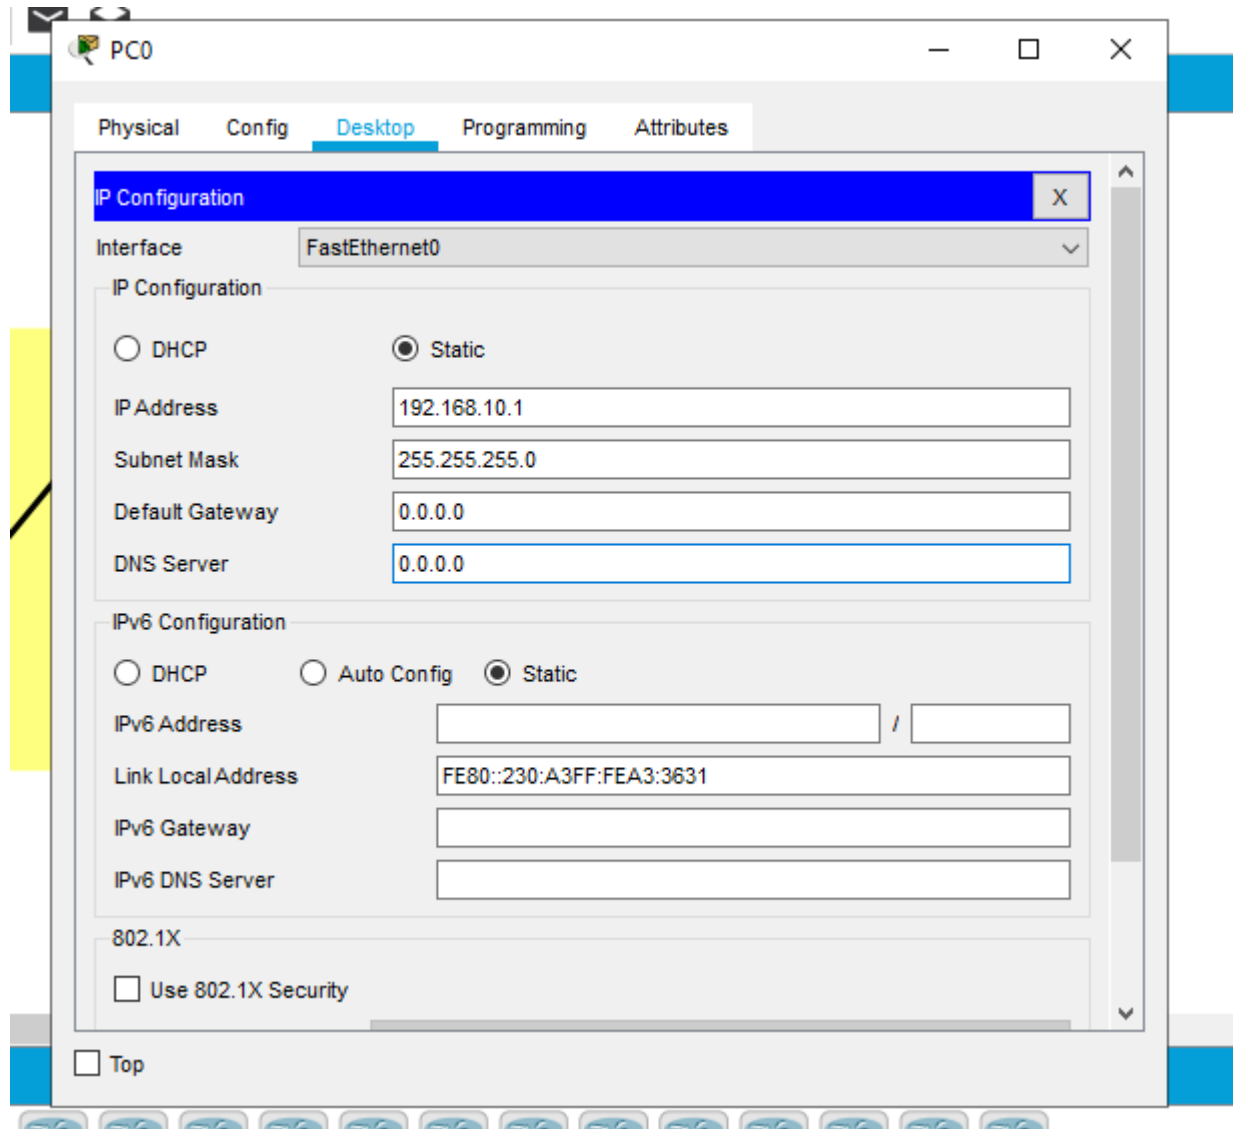 PC0
Physical Config Desktop Programming Attributes
IP Configuration X
Interface FastEthernet0
IP Configuration
DHCP Static
IP Address 192.168.10.1
Subnet Mask 255.255.255.0
Default Gateway 0.0.0.0
DNS Server 0.0.0.0
IPv6 Configuration
DHCP Auto Config Static
IPv6 Address /
Link Local Address FE80::230:A3FF:FEA3:3631
IPv6 Gateway
IPv6 DNS Server
802.1X
Use 802.1X Security
Top